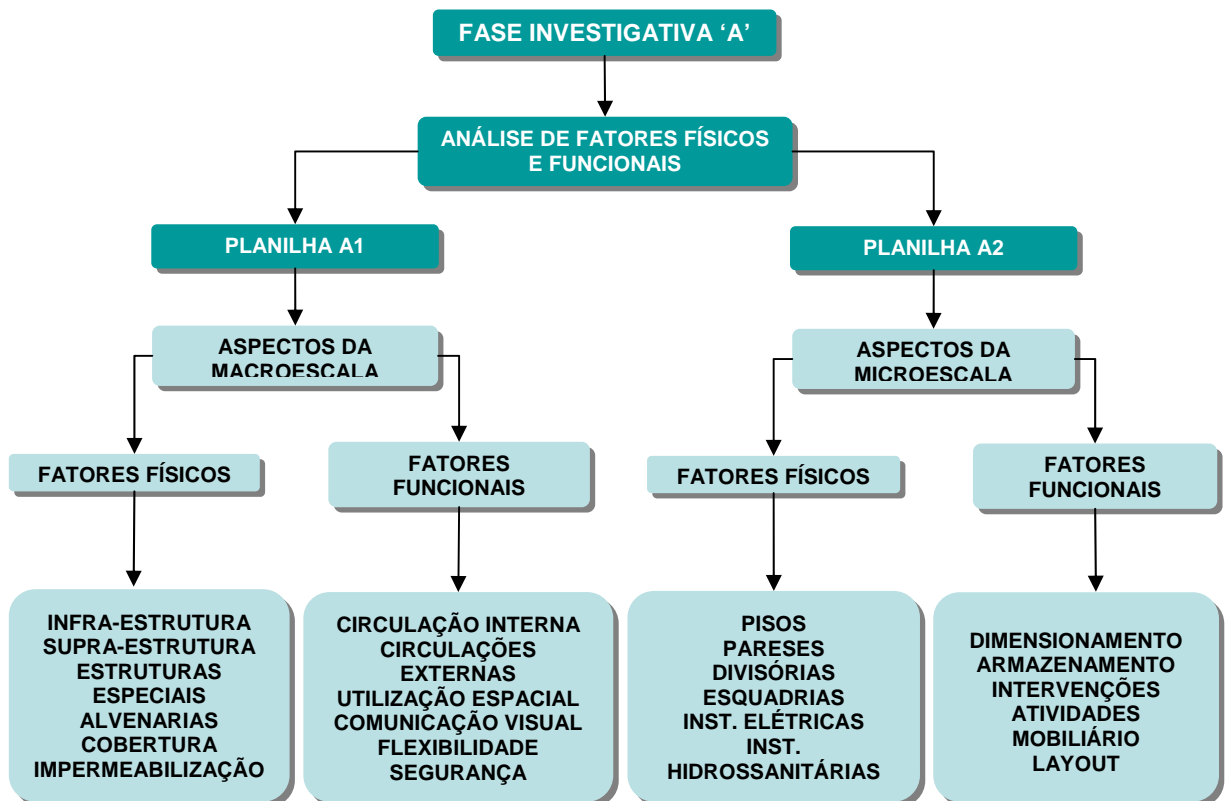 FASE INVESTIGATIVA ‘A’
ANÁLISE DE FATORES FÍSICOS
E FUNCIONAIS
PLANILHA A1
PLANILHA A2
ASPECTOS DA
MACROESCALA
ASPECTOS DA
MICROESCALA
FATORES FÍSICOS
FATORES
FUNCIONAIS
FATORES FÍSICOS
FATORES
FUNCIONAIS
INFRA-ESTRUTURA
SUPRA-ESTRUTURA
ESTRUTURAS
ESPECIAIS
ALVENARIAS
COBERTURA
IMPERMEABILIZAÇÃO
CIRCULAÇÃO INTERNA
CIRCULAÇÕES
EXTERNAS
UTILIZAÇÃO ESPACIAL
COMUNICAÇÃO VISUAL
FLEXIBILIDADE
SEGURANÇA
PISOS
PARESES
DIVISÓRIAS
ESQUADRIAS
INST. ELÉTRICAS
INST.
HIDROSSANITÁRIAS
DIMENSIONAMENTO
ARMAZENAMENTO
INTERVENÇÕES
ATIVIDADES
MOBILIÁRIO
LAYOUT